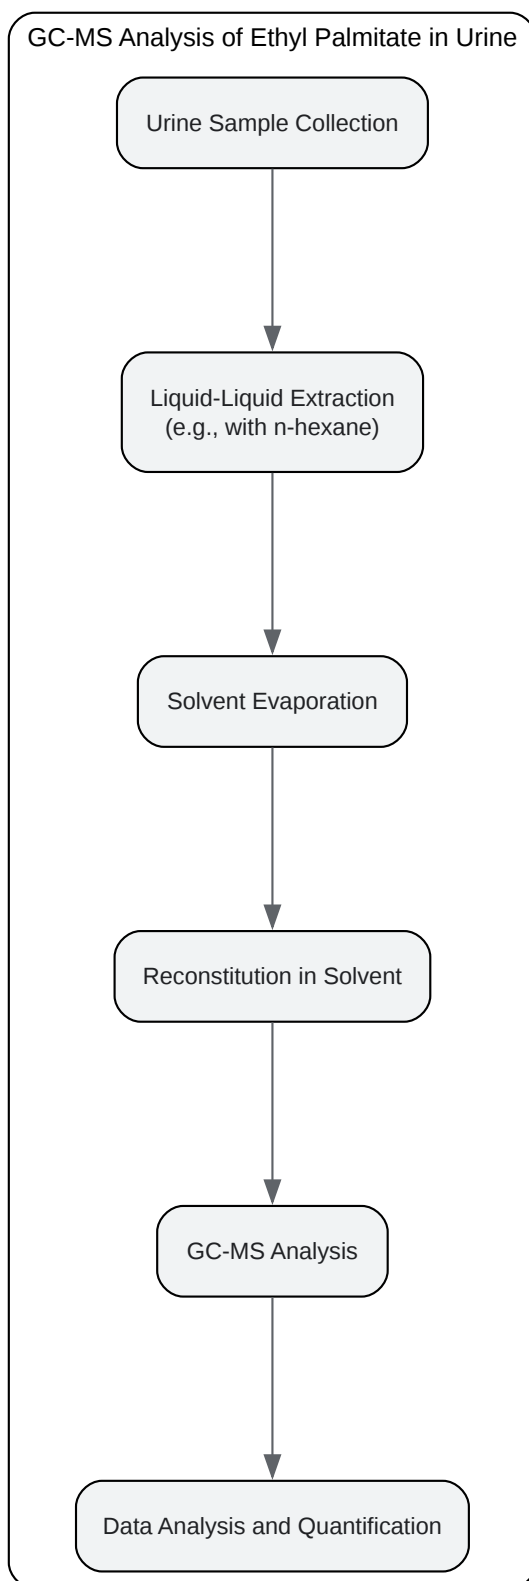 GC-MS Analysis of Ethyl Palmitate in Urine
Urine Sample Collection
Liquid-Liquid Extraction
(e.g., with n-hexane)
Solvent Evaporation
Reconstitution in Solvent
GC-MS Analysis
Data Analysis and Quantification